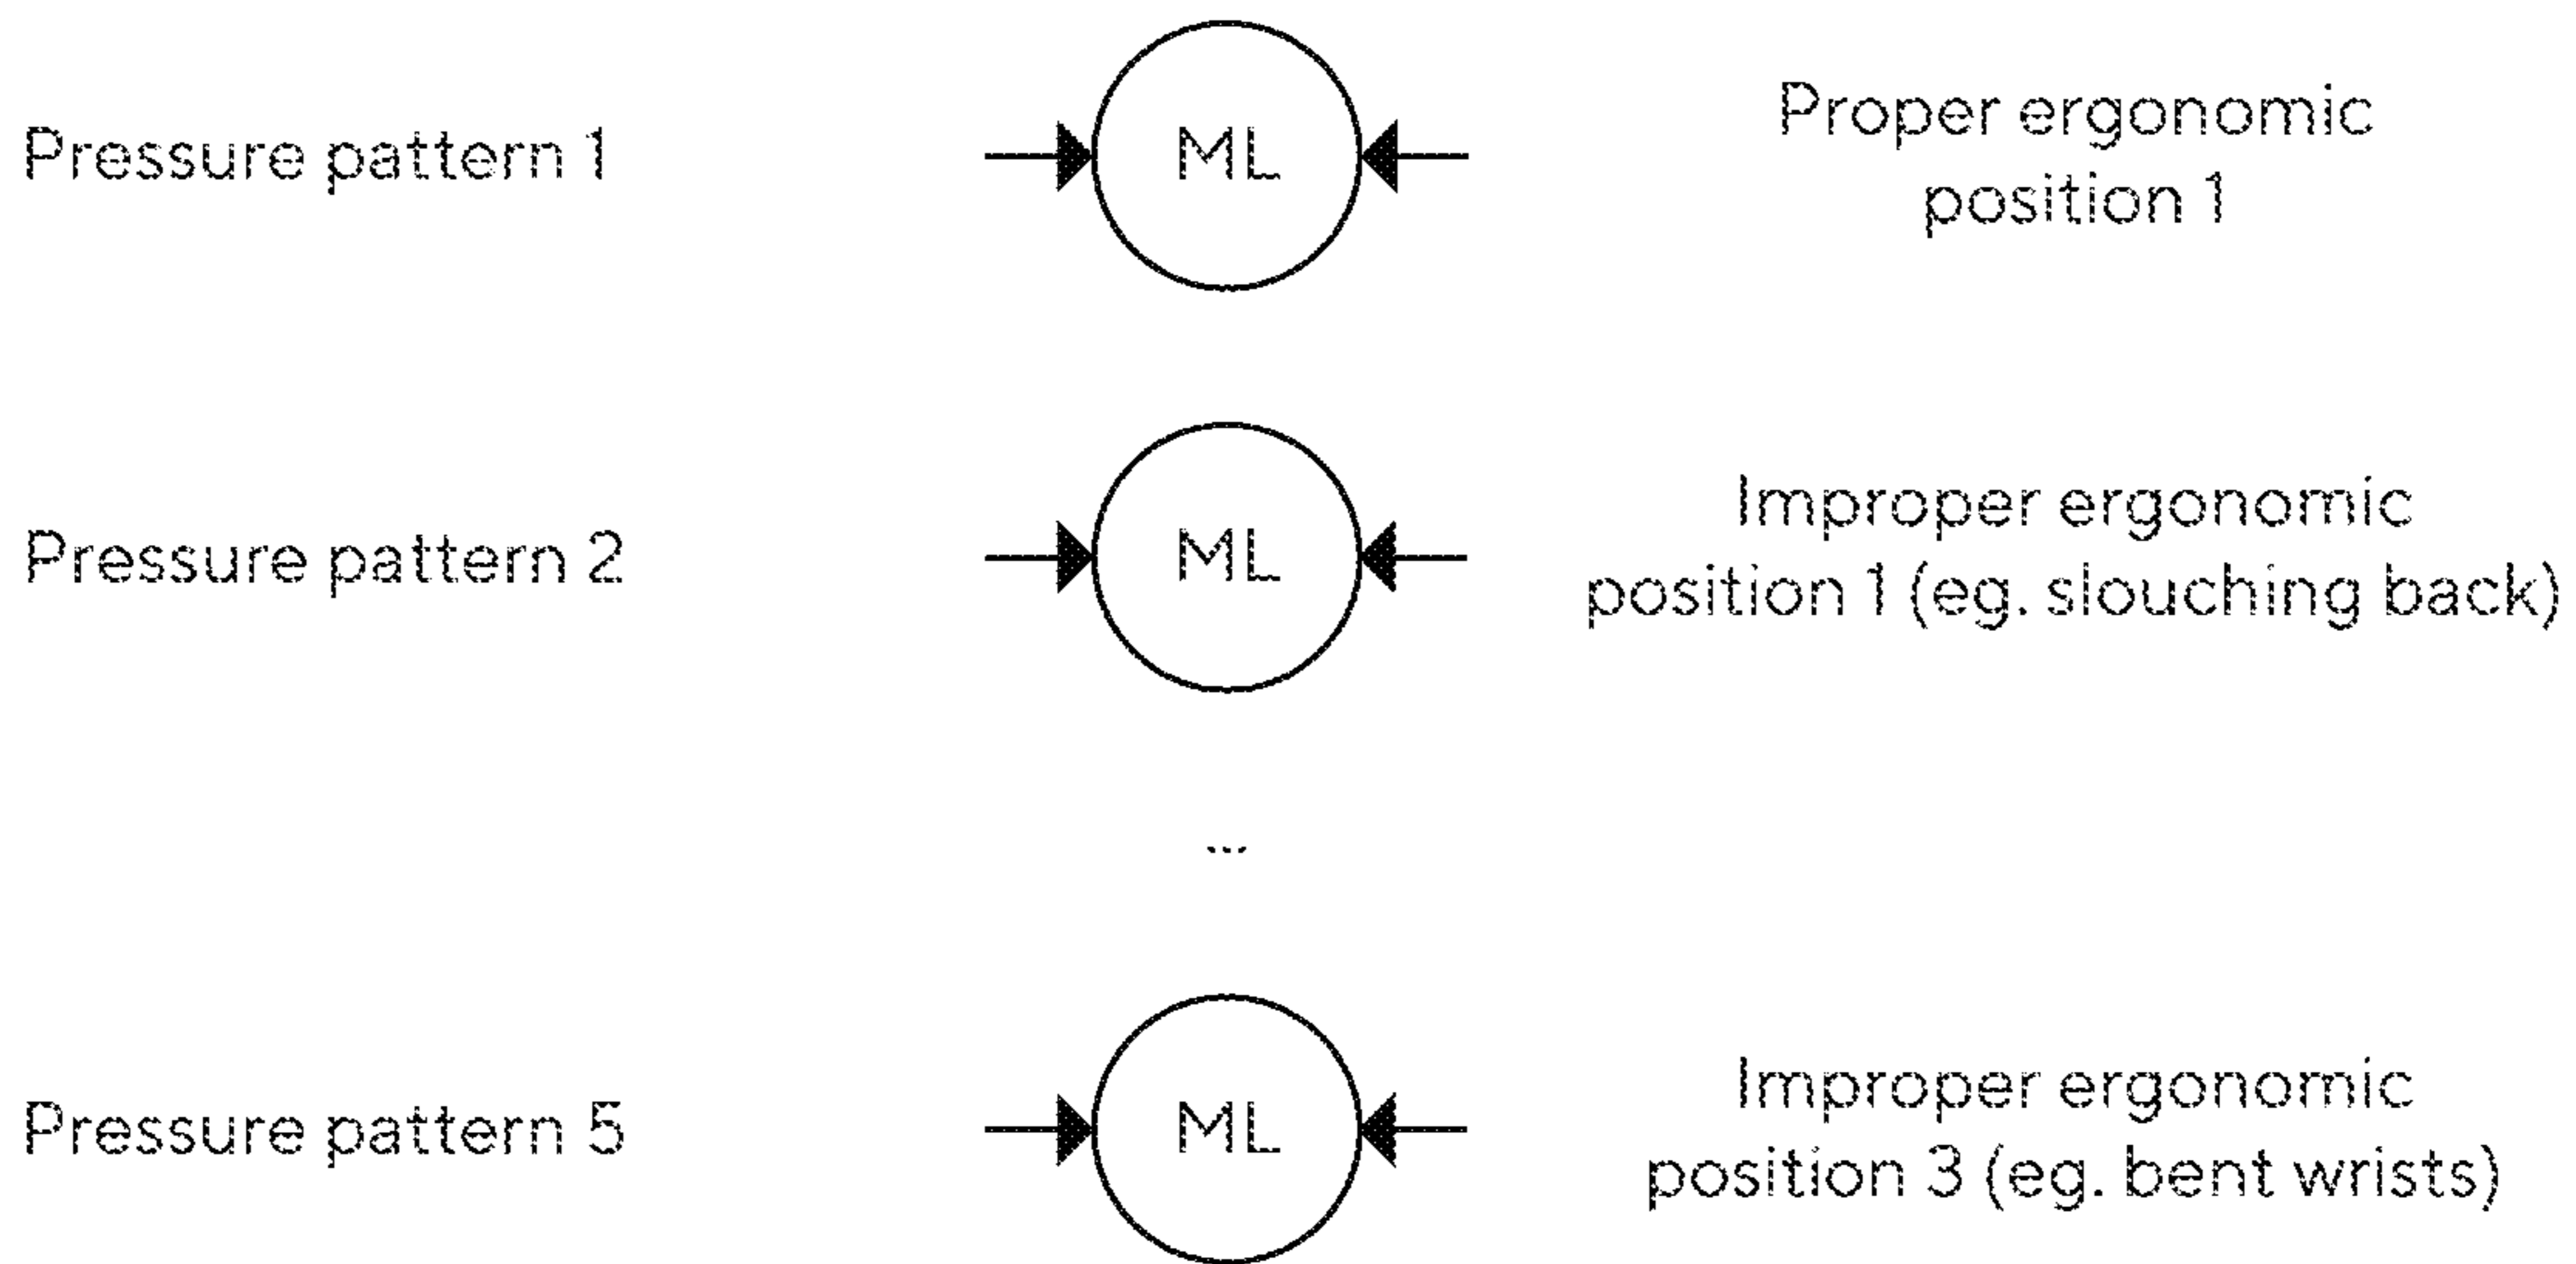 Pressure pattern 1
ML
Proper ergonomic
position 1
Pressure pattern 2
ML
Improper ergonomic
position 1 (eg. slouching back)
...
Pressure pattern 5
ML
Improper ergonomic
position 3 (eg. bent wrists)